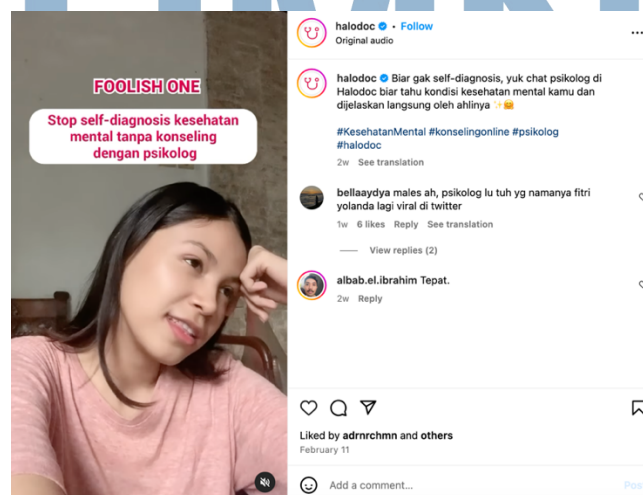 halodoc • Follow
Original audio
FOOLISH ONE
Stop self-diagnosis kesehatan
mental tanpa konseling
dengan psikolog
halodoc Biar gak self-diagnosis, yuk chat psikolog di
Halodoc biar tahu kondisi kesehatan mental kamu dan
dijelaskan langsung oleh ahlinya ✨🤗
#KesehatanMental #konselingonline #psikolog
#halodoc
2w See translation
bellaaydya males ah, psikolog lu tuh yg namanya fitri
yolanda lagi viral di twitter
1w 6 likes Reply See translation
View replies (2)
albab.el.ibrahim Tepat.
2w Reply
Liked by adrnrchmn and others
February 11
Add a comment...